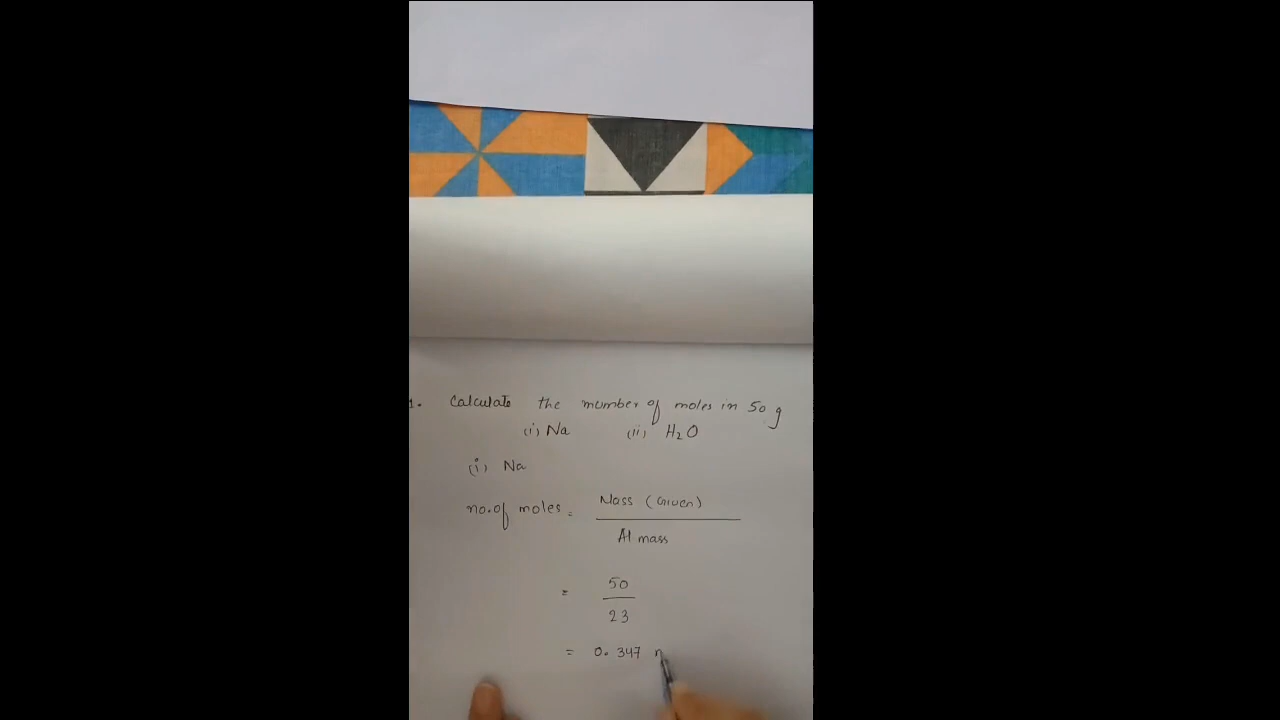 1. Calculate the number of moles in 50 g
(i) Na (ii) H₂O
(i) Na
no. of moles = Mass (Given)
At mass
= 50
23
= 0.347 m